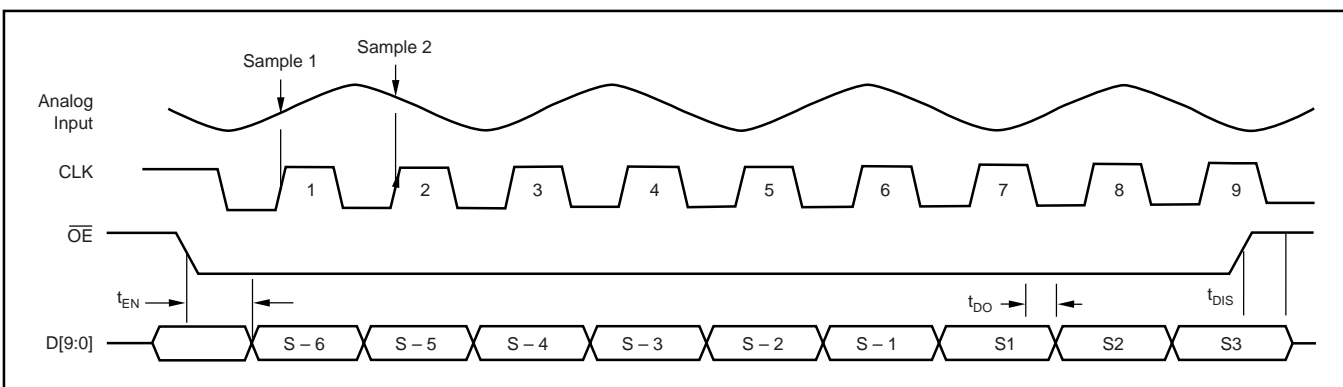 Sample 1
Sample 2
Analog
Input
CLK
1 2 3 4 5 6 7 8 9
OE
tEN
tDO
tDIS
D[9:0]
S – 6 S – 5 S – 4 S – 3 S – 2 S – 1 S1 S2 S3